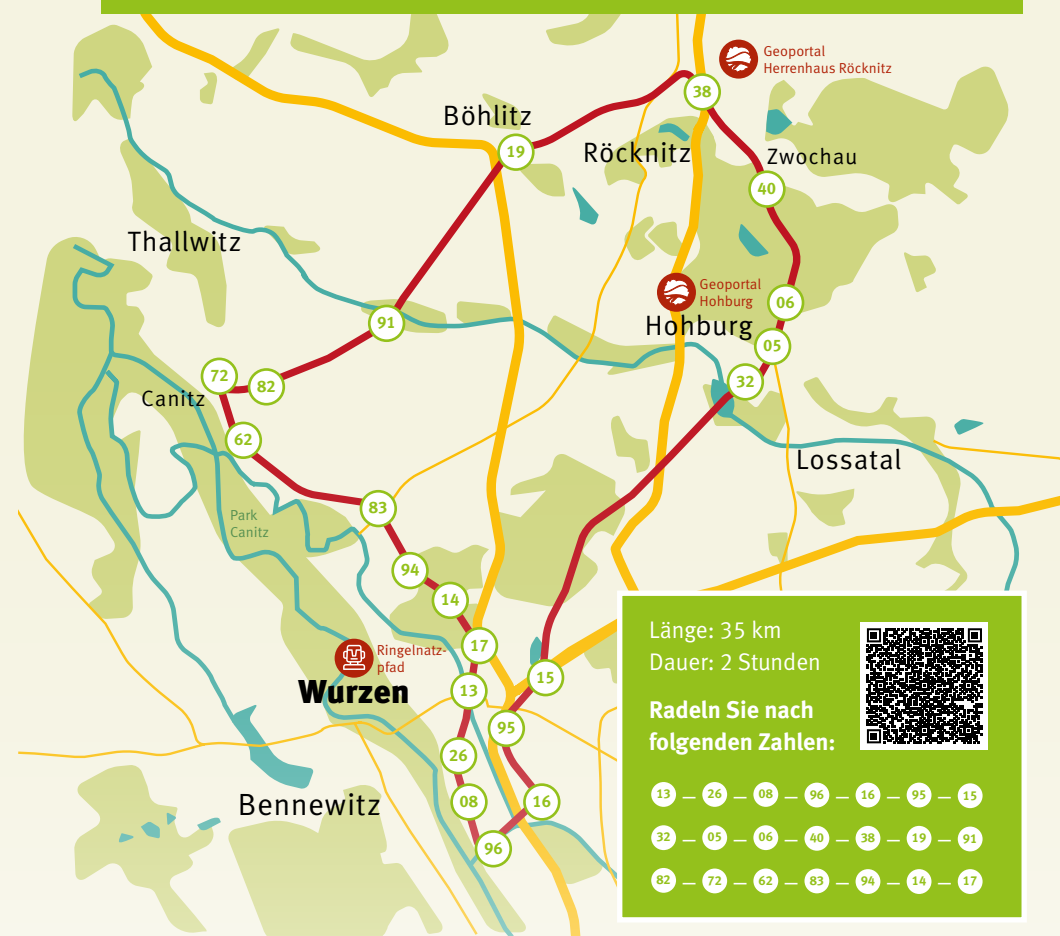 Geoportal
Herrenhaus Röcknitz
38
Böhlitz
19
Röcknitz
Zwochau
40
Thallwitz
Geoportal
Hohburg
06
Hohburg
91
05
72
82
32
Canitz
62
Lossatal
83
Park
Canitz
94
14
17
Ringelnatz-
pfad
Wurzen
13
15
95
26
08
16
Bennewitz
96
Länge: 35 km
Dauer: 2 Stunden
Radeln Sie nach
folgenden Zahlen:
13 – 26 – 08 – 96 – 16 – 95 – 15
32 – 05 – 06 – 40 – 38 – 19 – 91
82 – 72 – 62 – 83 – 94 – 14 – 17